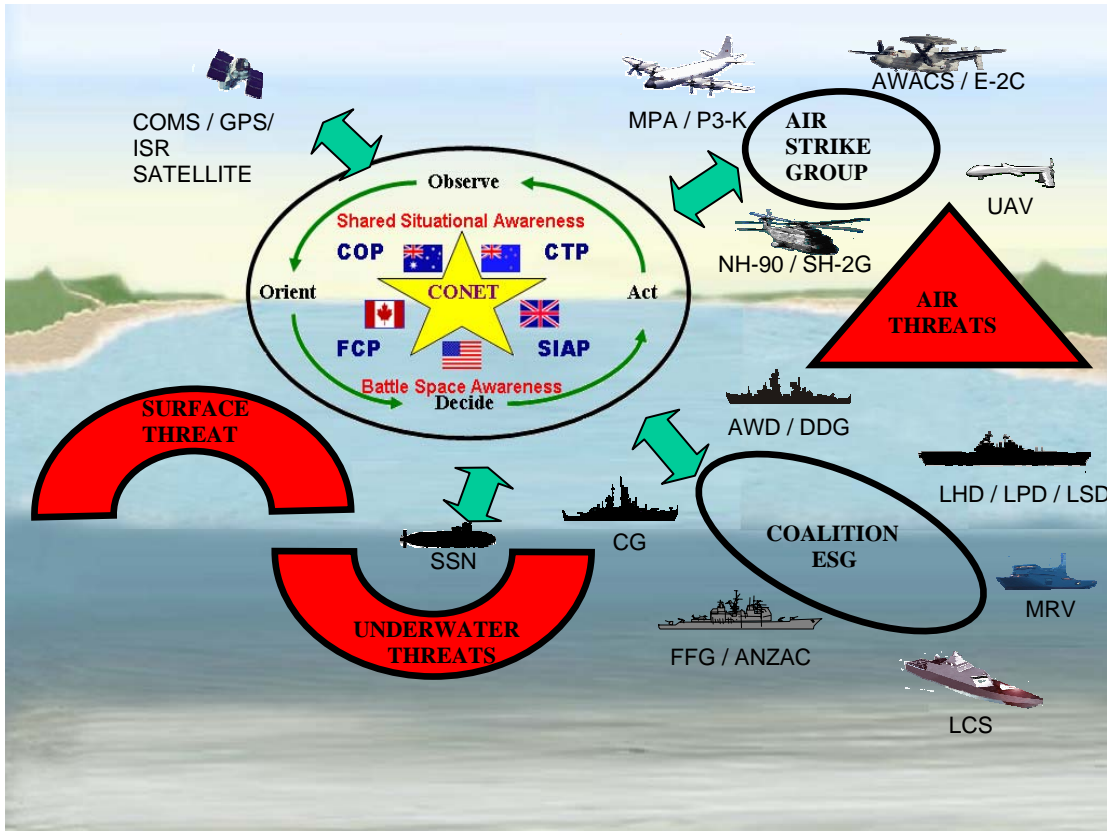 COMS / GPS/
ISR
SATELLITE
MPA / P3-K
AWACS / E-2C
AIR
STRIKE
GROUP
UAV
NH-90 / SH-2G
AIR
THREATS
Observe
Shared Situational Awareness
COP
CTP
Orient
CONET
Act
FCP
SIAP
Battle Space Awareness
Decide
SURFACE
THREAT
AWD / DDG
LHD / LPD / LSD
SSN
CG
COALITION
ESG
MRV
UNDERWATER
THREATS
FFG / ANZAC
LCS